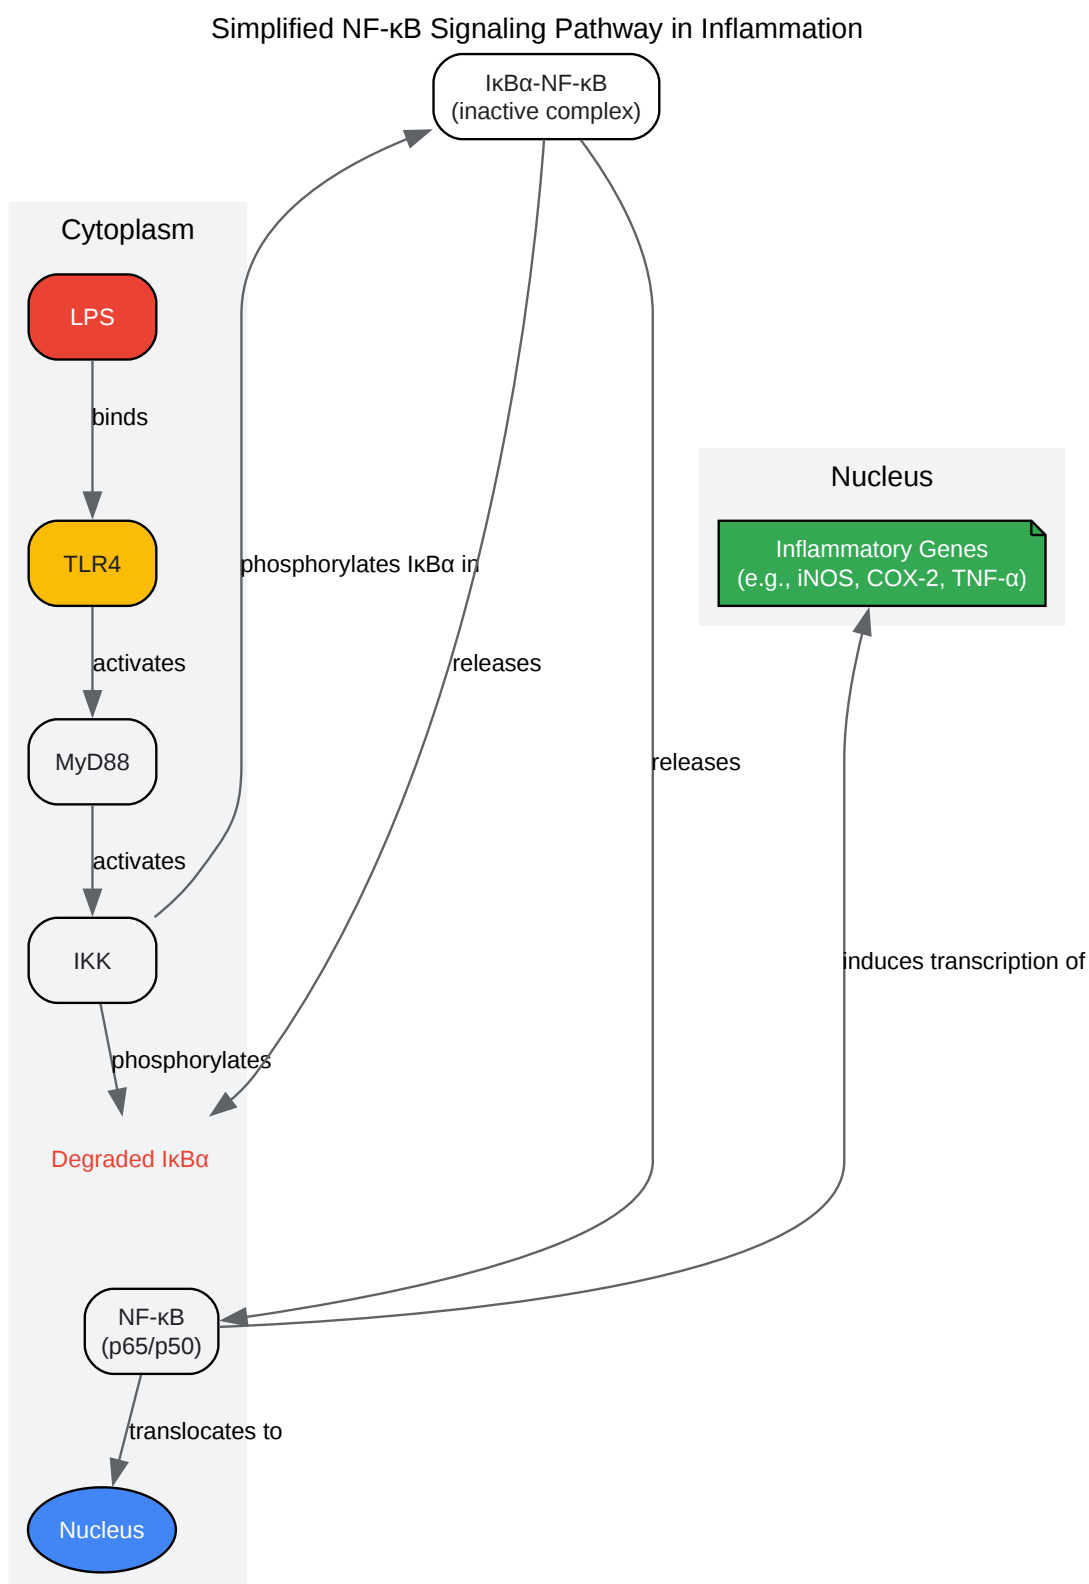 Simplified NF-κB Signaling Pathway in Inflammation
IκBα-NF-κB
(inactive complex)
Cytoplasm
LPS
binds
Nucleus
Inflammatory Genes
(e.g., iNOS, COX-2, TNF-α)
TLR4
phosphorylates IκBα in
activates
releases
MyD88
releases
activates
IKK
induces transcription of
phosphorylates
Degraded IκBα
NF-κB
(p65/p50)
translocates to
Nucleus